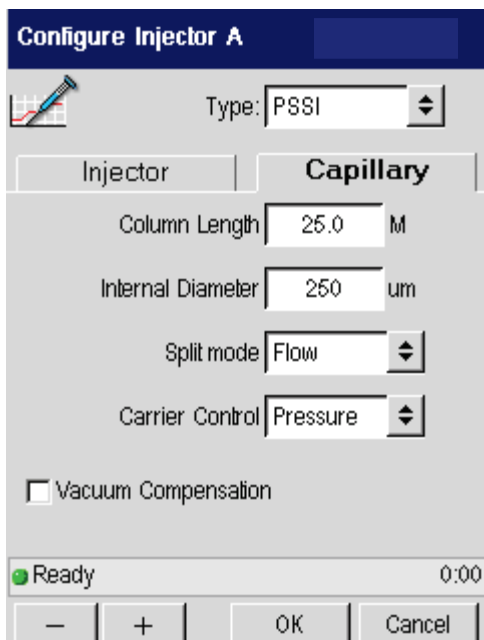 Configure Injector A
Type: PSSI
Injector Capillary
Column Length 25.0 M
Internal Diameter 250 um
Split mode Flow
Carrier Control Pressure
Vacuum Compensation
Ready 0:00
− + OK Cancel